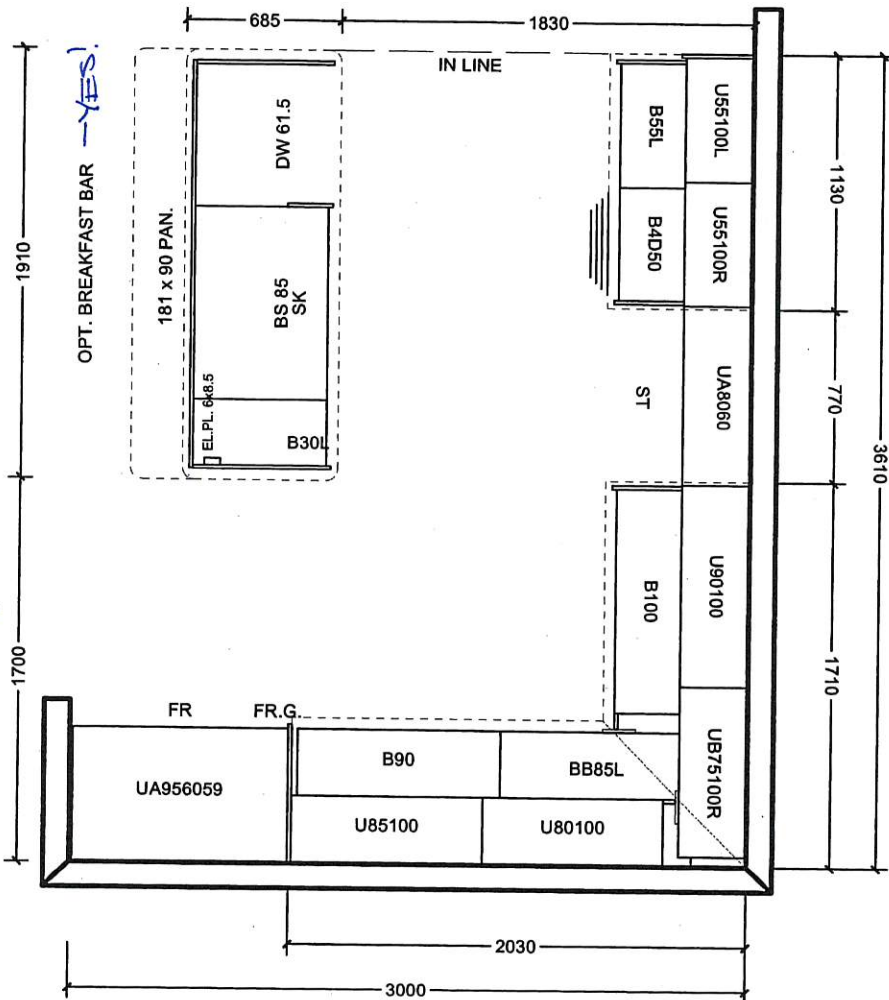 685
1830
IN LINE
OPT. BREAKFAST BAR —YES!
1910
181 x 90 PAN.
DW 61.5
BS 85
SK
EL.PL. 6x8.5
B30L
B55L
B4D50
U55100L
U55100R
1130
ST
UA8060
770
3610
B100
U90100
1710
UB75100R
1700
FR
FR.G.
UA956059
B90
BB85L
U85100
U80100
2030
3000